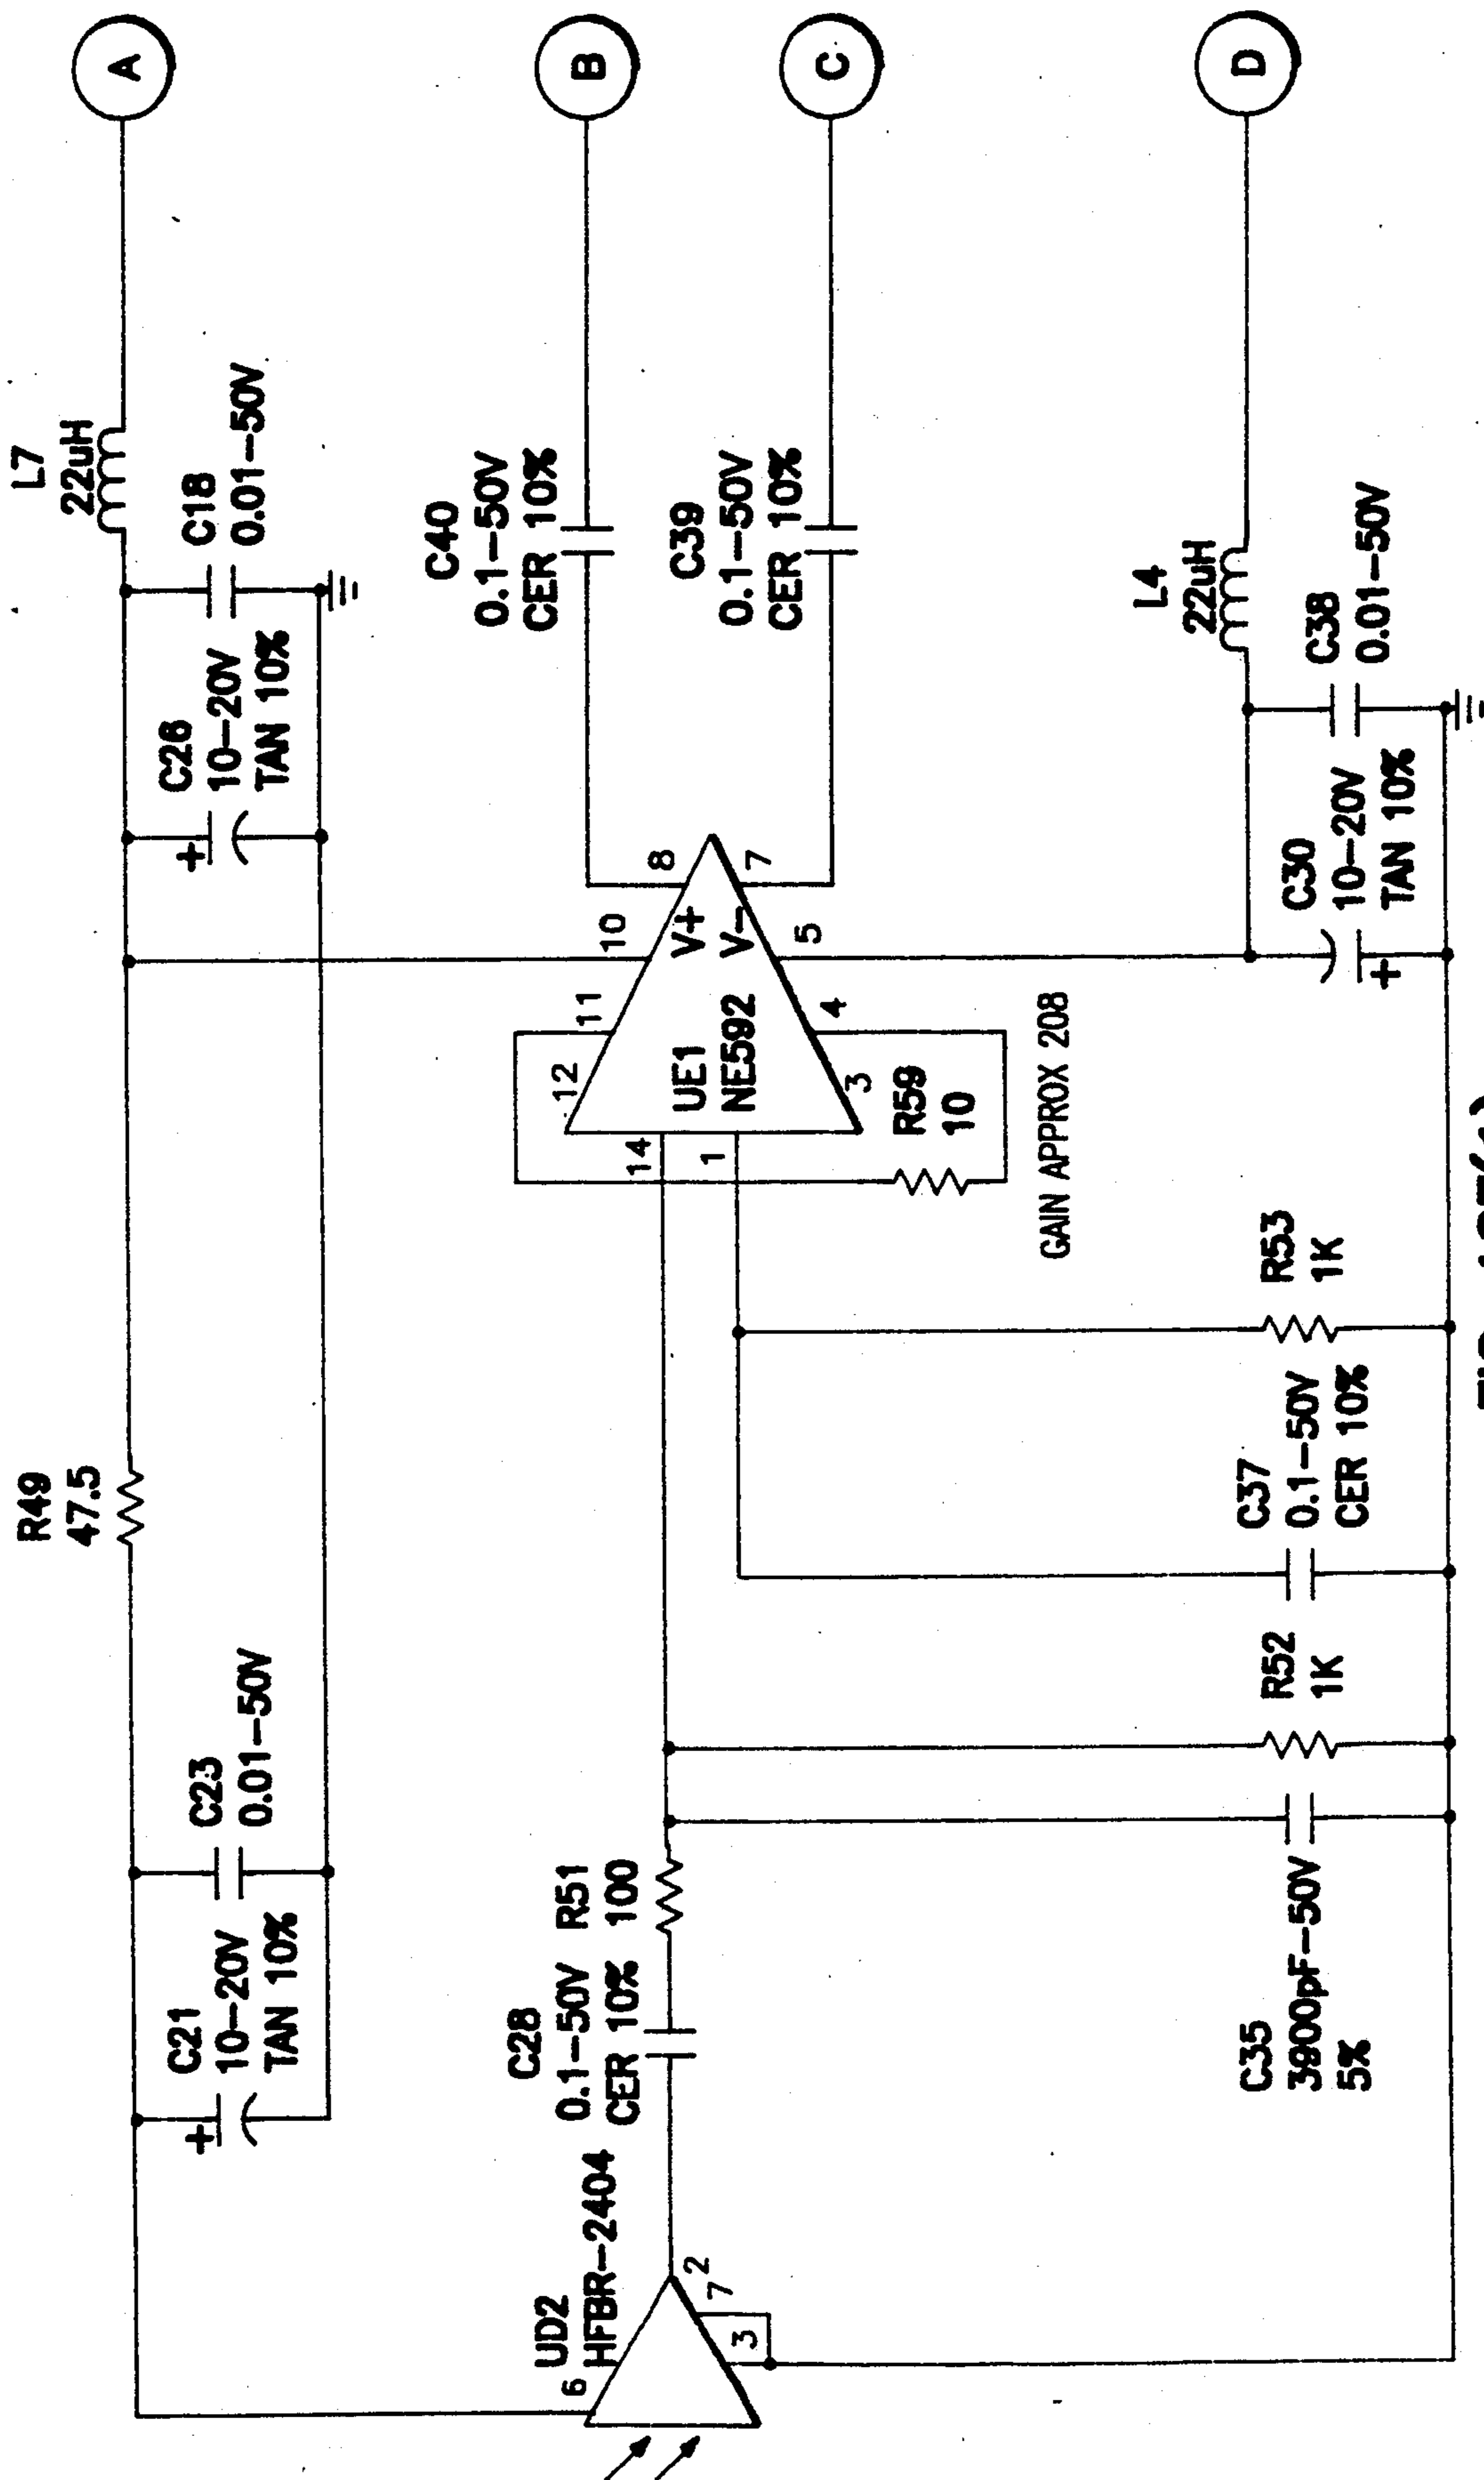 A
L7
22uH
C18
0.01-50V
C26
10-20V
TAN 10%
R49
47.5
C23
0.01-50V
C21
10-20V
TAN 10%
+
+
B
C40
0.1-50V
CER 10%
C
C39
0.1-50V
CER 10%
8
7
10
V+
V-
5
11
12
UE1
NE592
4
3
14
1
R59
10
GAIN APPROX 208
D
L4
22uH
C38
0.01-50V
C30
10-20V
TAN 10%
+
R53
1K
C37
0.1-50V
CER 10%
R52
1K
C35
3900pF-50V
5%
R51
100
C28
0.1-50V
CER 10%
UD2
HFBR-2404
6
2
7
3